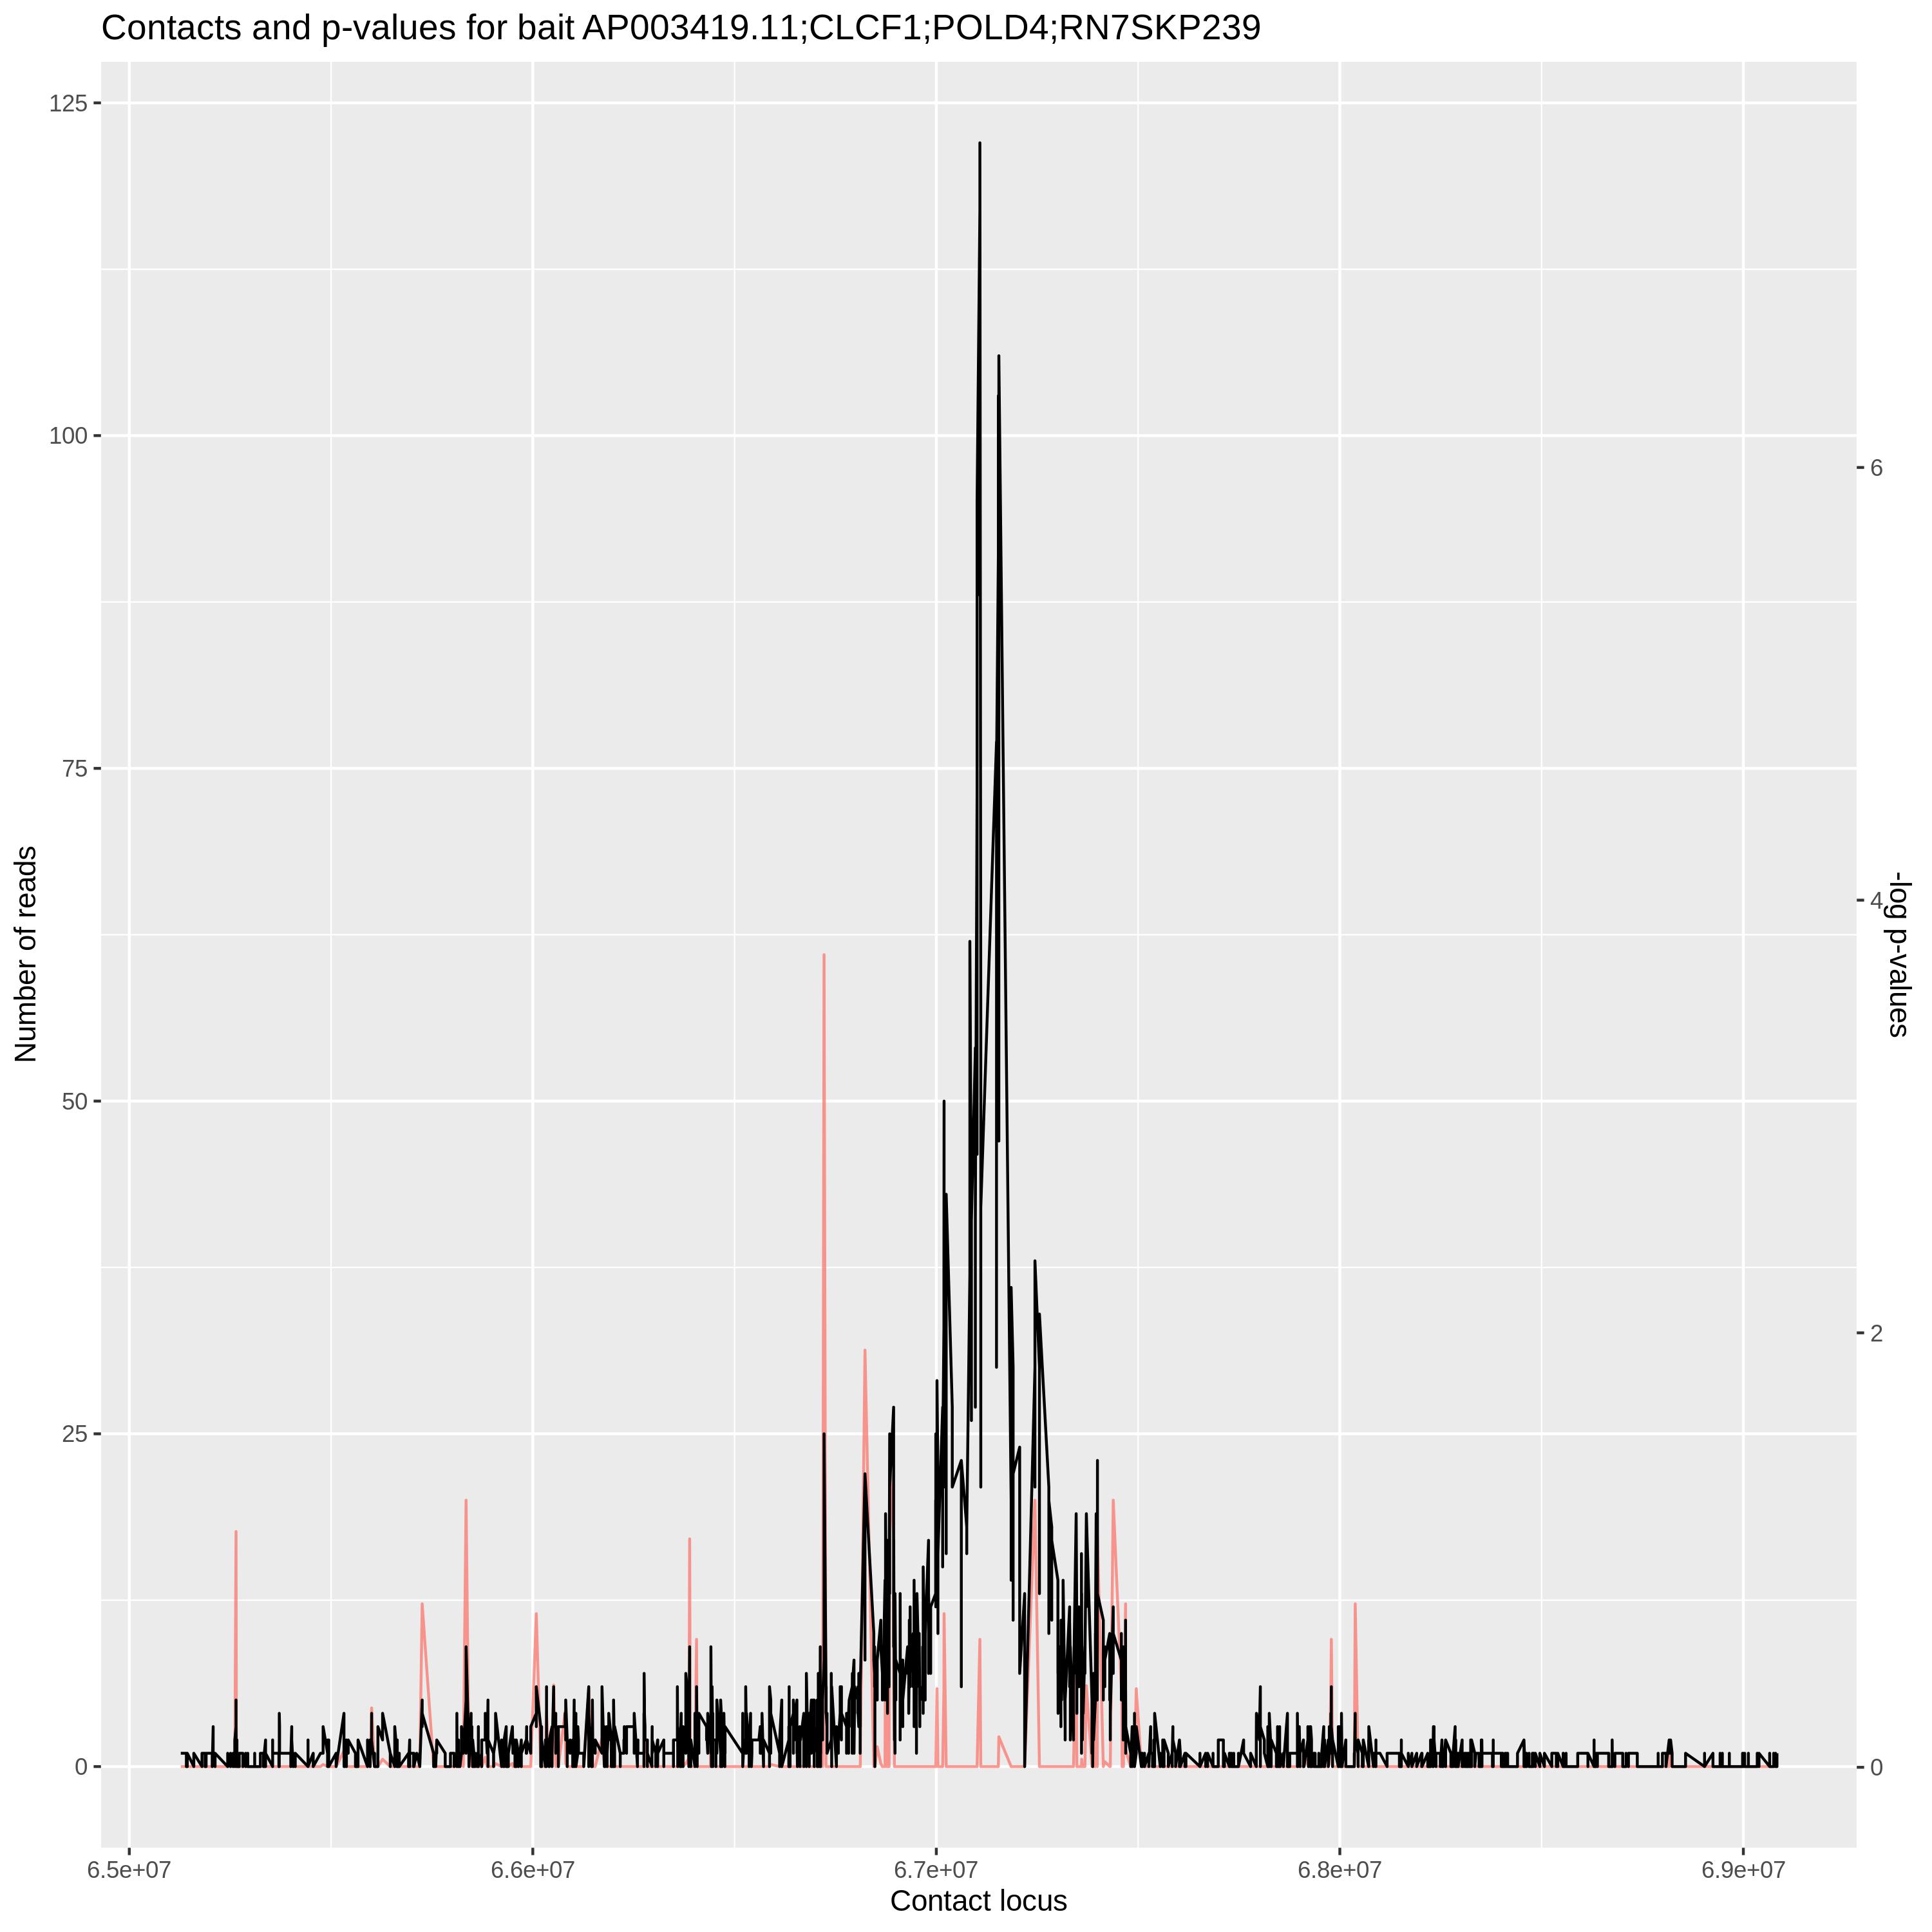 Contacts and p-values for bait AP003419.11;CLCF1;POLD4;RN7SKP239
125
100
75
50
25
0
Number of reads
6
4
2
0
-log p-values
6.5e+07
6.6e+07
6.7e+07
6.8e+07
6.9e+07
Contact locus